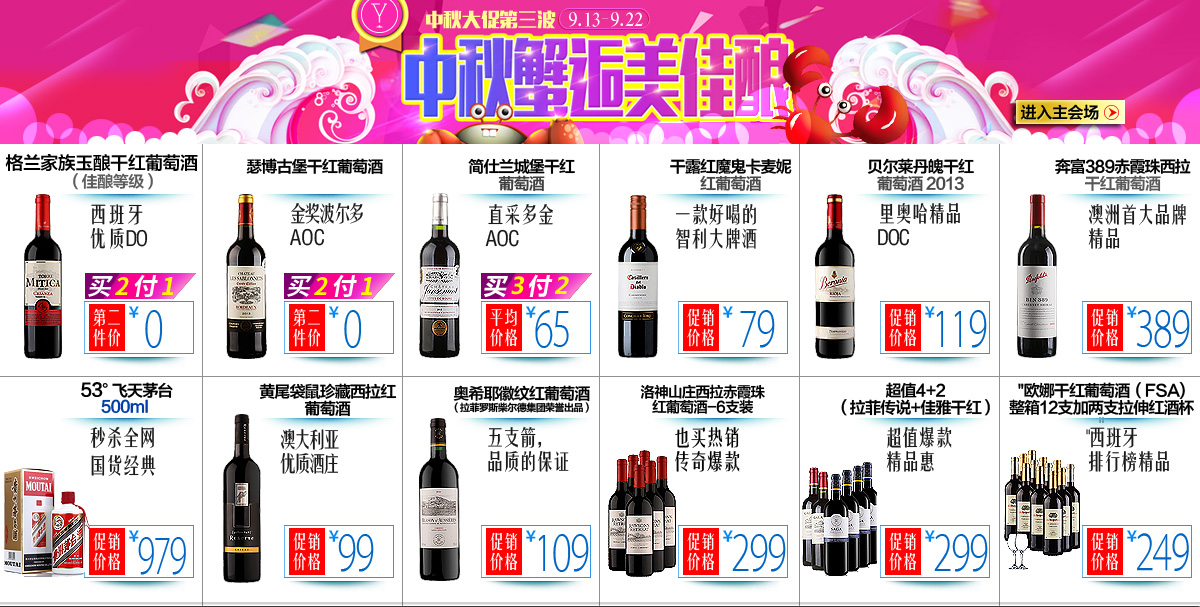 中秋大促第三波 9.13-9.22
中秋蟹逅美佳酿
进入主会场
格兰家族玉酿干红葡萄酒
（佳酿等级）
西班牙
优质DO
MITICA
买2付1
第二件价 ¥0
瑟博古堡干红葡萄酒
金奖波尔多
AOC
买2付1
第二件价 ¥0
简仕兰城堡干红
葡萄酒
直采多金
AOC
买3付2
平均价格 ¥65
干露红魔鬼卡麦妮
红葡萄酒
一款好喝的
智利大牌酒
Casillero
del
Diablo
促销价格 ¥79
贝尔莱丹魄干红
葡萄酒 2013
里奥哈精品
DOC
Beronia
促销价格 ¥119
奔富389赤霞珠西拉
干红葡萄酒
澳洲首大品牌
精品
Penfolds
BIN 389
促销价格 ¥389
53° 飞天茅台
500ml
秒杀全网
国货经典
MOUTAI
促销价格 ¥979
黄尾袋鼠珍藏西拉红
葡萄酒
澳大利亚
优质酒庄
Reserve
促销价格 ¥99
奥希耶徽纹红葡萄酒
（拉菲罗斯柴尔德集团荣誉出品）
五支箭，
品质的保证
促销价格 ¥109
洛神山庄西拉赤霞珠
红葡萄酒-6支装
也买热销
传奇爆款
促销价格 ¥299
超值4+2
（拉菲传说+佳雅干红）
超值爆款
精品惠
促销价格 ¥299
"欧娜干红葡萄酒（FSA)
整箱12支加两支拉伸红酒杯
"
"西班牙
排行榜精品
促销价格 ¥249